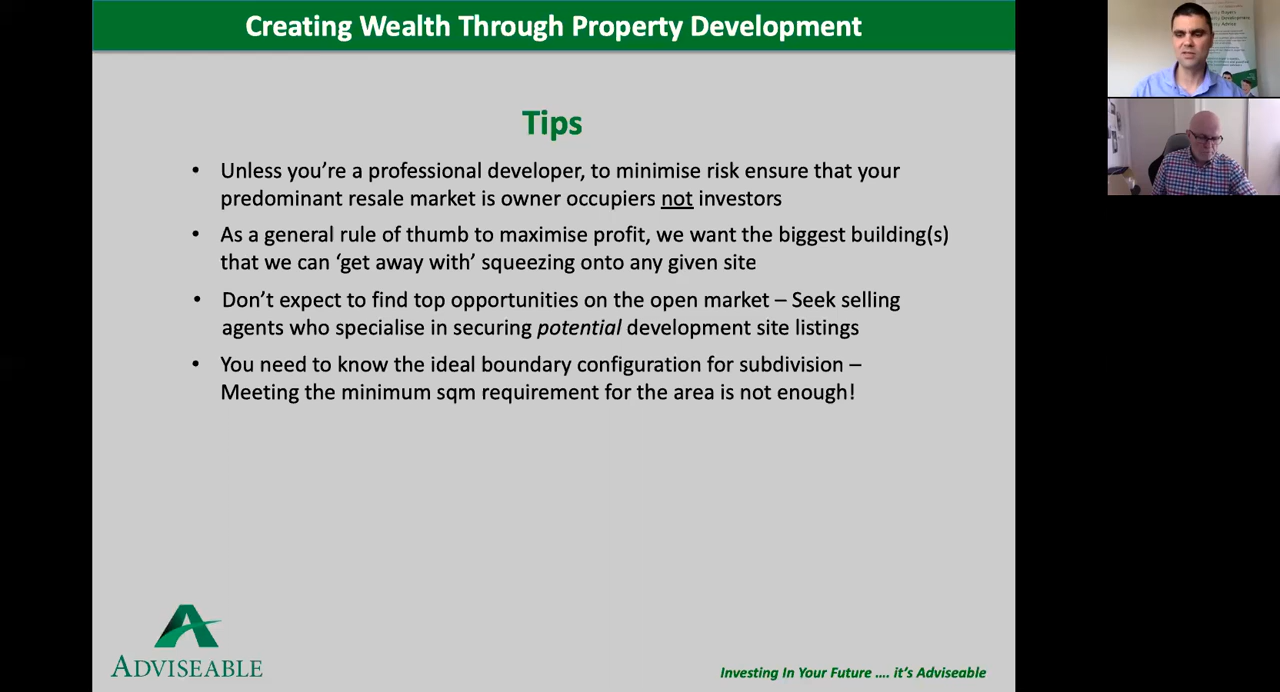 Creating Wealth Through Property Development
Tips
• Unless you’re a professional developer, to minimise risk ensure that your
predominant resale market is owner occupiers not investors
• As a general rule of thumb to maximise profit, we want the biggest building(s)
that we can ‘get away with’ squeezing onto any given site
• Don’t expect to find top opportunities on the open market – Seek selling
agents who specialise in securing potential development site listings
• You need to know the ideal boundary configuration for subdivision –
Meeting the minimum sqm requirement for the area is not enough!
ADVISEABLE
Investing In Your Future .... it’s Adviseable